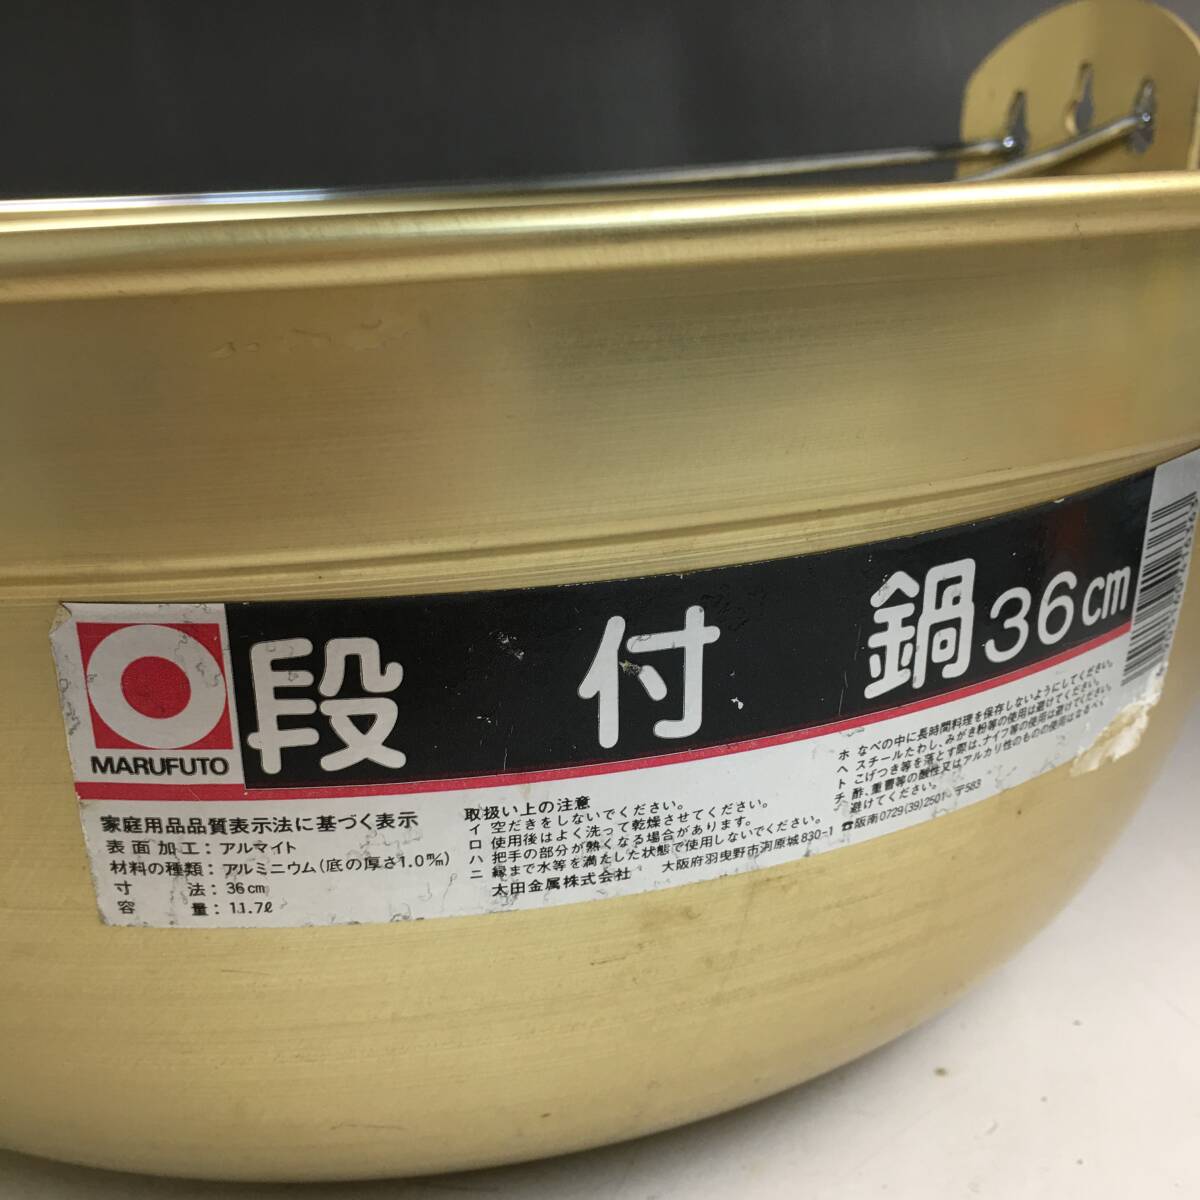 段付鍋36cm
MARUFUTO
家庭用品品質表示法に基づく表示
表面加工:アルマイト
材料の種類:アルミニウム(底の厚さ1.0㎜)
寸法:36cm
容量:11.7ℓ
取扱い上の注意
イ 空だきをしないでください。
ロ 使用後はよく洗って乾燥させてください。
ハ 把手の部分が熱くなる場合があります。
ニ 縁まで水等を満たした状態で使用しないでください。
ホ なべの中に長時間料理を保存しないようにしてください。
ヘ スチールたわし、みがき粉等の使用は避けてください。
ト こげつき等を落とす際は、ナイフ等の使用は避けてください。
チ 酢、重曹等の酸性又はアルカリ性のものの使用はなるべく
避けてください。
太田金属株式会社 大阪府羽曳野市河原城830-1 ☎阪南0729(39)2501 〒583